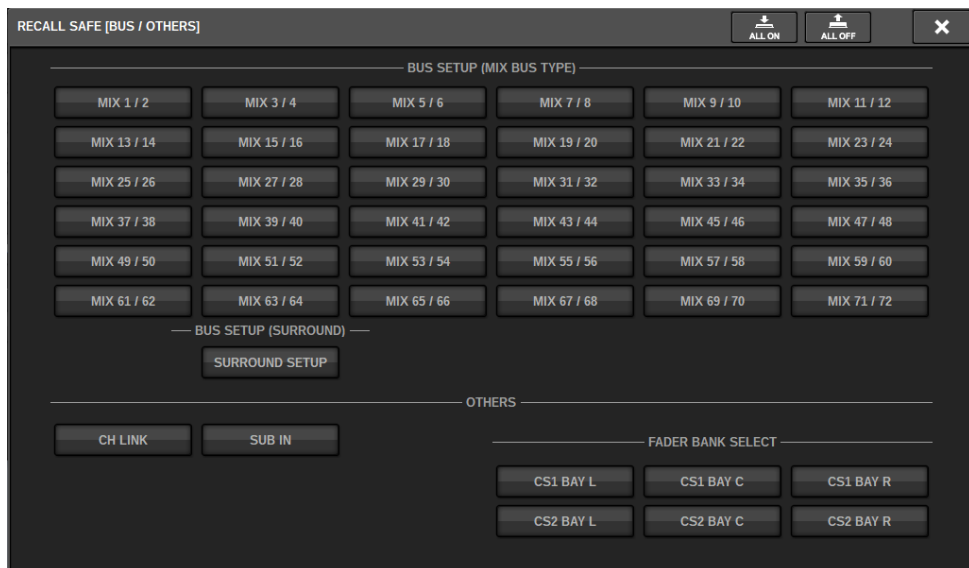 RECALL SAFE [BUS / OTHERS]
ALL ON
ALL OFF
BUS SETUP (MIX BUS TYPE)
MIX 1 / 2 MIX 3 / 4 MIX 5 / 6 MIX 7 / 8 MIX 9 / 10 MIX 11 / 12
MIX 13 / 14 MIX 15 / 16 MIX 17 / 18 MIX 19 / 20 MIX 21 / 22 MIX 23 / 24
MIX 25 / 26 MIX 27 / 28 MIX 29 / 30 MIX 31 / 32 MIX 33 / 34 MIX 35 / 36
MIX 37 / 38 MIX 39 / 40 MIX 41 / 42 MIX 43 / 44 MIX 45 / 46 MIX 47 / 48
MIX 49 / 50 MIX 51 / 52 MIX 53 / 54 MIX 55 / 56 MIX 57 / 58 MIX 59 / 60
MIX 61 / 62 MIX 63 / 64 MIX 65 / 66 MIX 67 / 68 MIX 69 / 70 MIX 71 / 72
BUS SETUP (SURROUND)
SURROUND SETUP
OTHERS
CH LINK SUB IN
FADER BANK SELECT
CS1 BAY L CS1 BAY C CS1 BAY R
CS2 BAY L CS2 BAY C CS2 BAY R